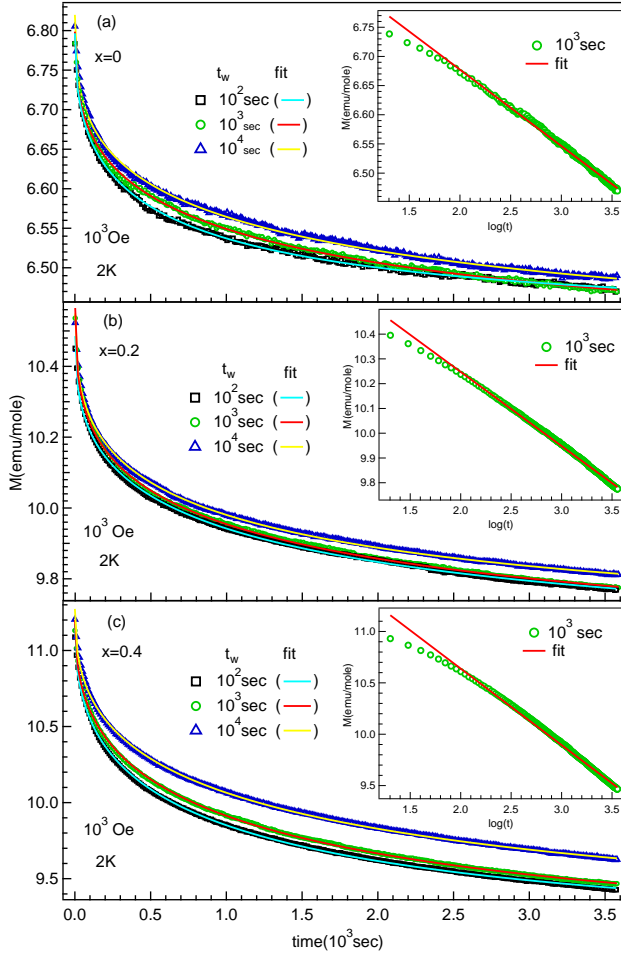 (a)
x=0
t_w fit
10^2sec (—)
10^3sec (—)
10^4sec (—)
10^3 Oe
2K
6.80
6.75
6.70
6.65
6.60
6.55
6.50
M(emu/mole)
6.75
6.70
6.65
6.60
6.55
6.50
10^3sec
fit
1.5 2.0 2.5 3.0 3.5
log(t)
(b)
x=0.2
t_w fit
10^2sec (—)
10^3sec (—)
10^4sec (—)
10^3 Oe
2K
M(emu/mole)
10.4
10.2
10.0
9.8
M(emu/mole)
10.4
10.3
10.2
10.1
10.0
9.9
9.8
10^3sec
fit
1.5 2.0 2.5 3.0 3.5
log(t)
(c)
x=0.4
t_w fit
10^2sec (—)
10^3sec (—)
10^4sec (—)
10^3 Oe
2K
11.0
10.5
10.0
9.5
M(emu/mole)
11.0
10.5
10.0
9.5
10^3sec
fit
1.5 2.0 2.5 3.0 3.5
log(t)
0.0 0.5 1.0 1.5 2.0 2.5 3.0 3.5
time(10^3sec)